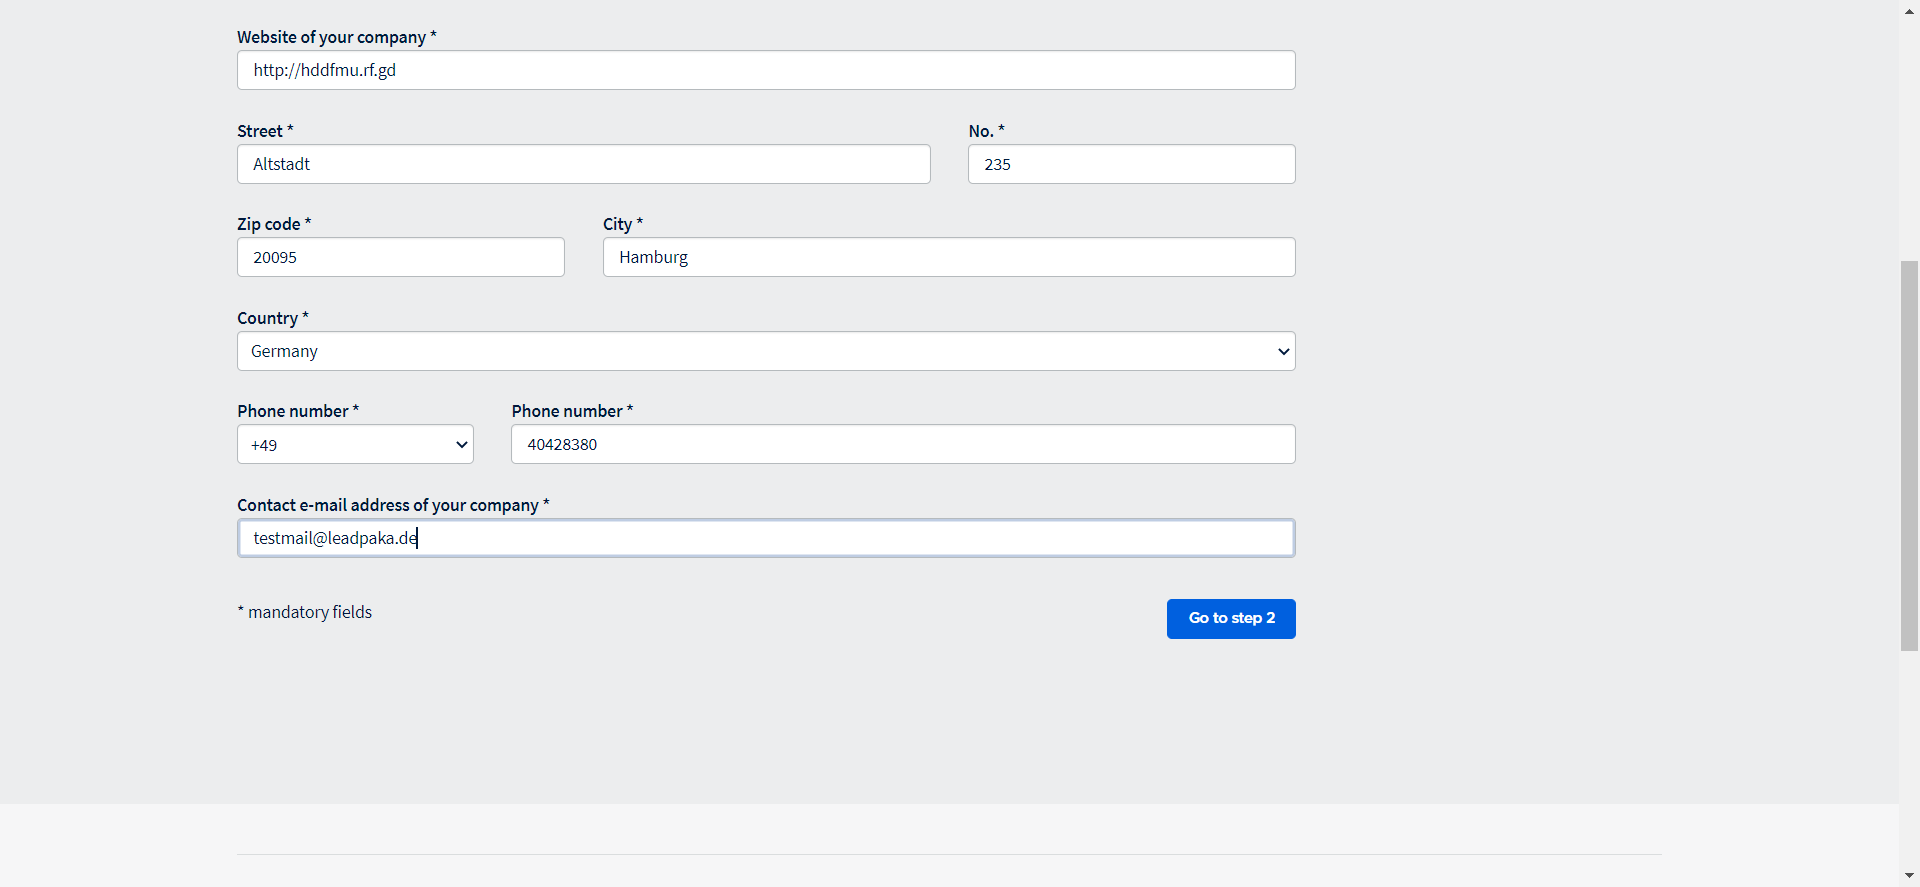 Website of your company *
http://hddfmu.rf.gd
Street *
No. *
Altstadt
235
Zip code *
City *
20095
Hamburg
Country *
Germany
Phone number *
Phone number *
+49
40428380
Contact e-mail address of your company *
testmail@leadpaka.de
* mandatory fields
Go to step 2